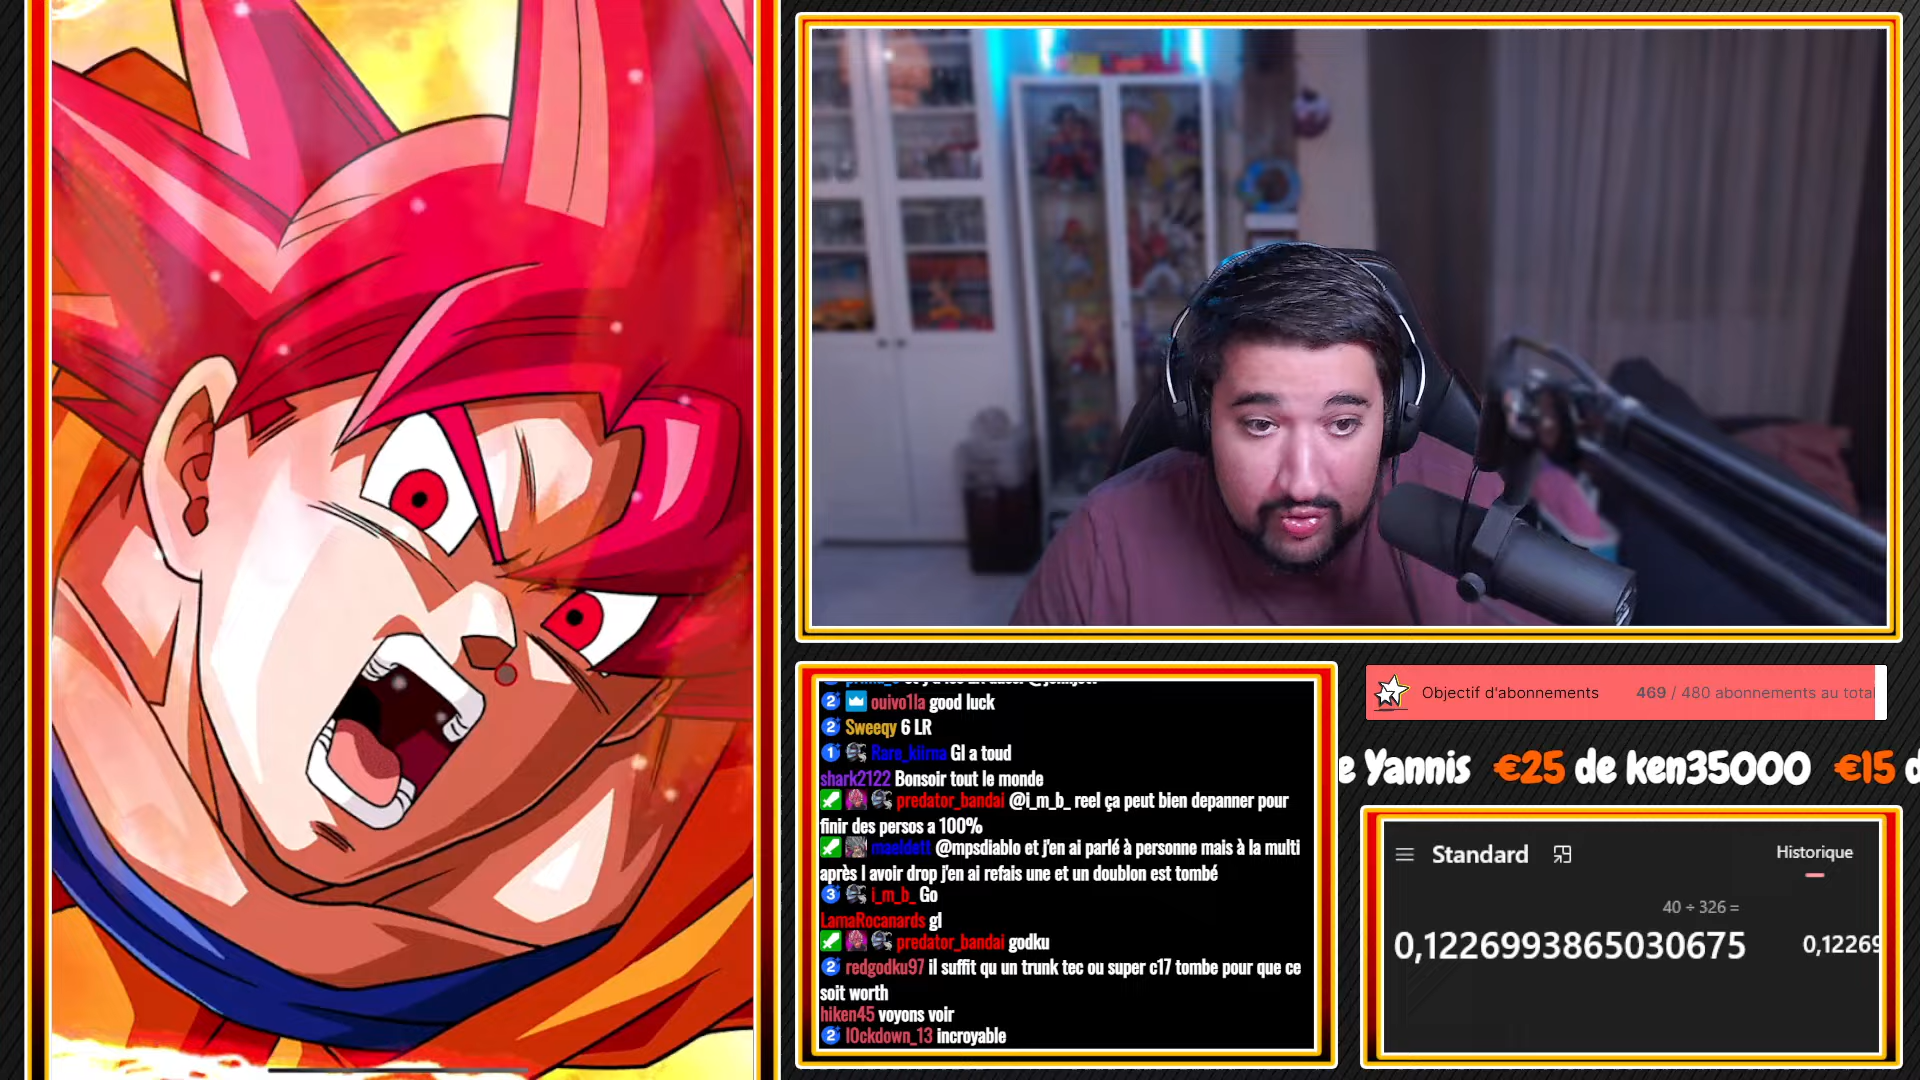 ouivo1la good luck
Sweeqy 6 LR
Rare_kiirma Gl a toud
shark2122 Bonsoir tout le monde
predator_bandai @i_m_b_ reel ça peut bien depanner pour
finir des persos a 100%
maeldett @mpsdiablo et j'en ai parlé à personne mais à la multi
après l avoir drop j'en ai refais une et un doublon est tombé
i_m_b_ Go
LamaRocanards gl
predator_bandai godku
redgodku97 il suffit qu un trunk tec ou super c17 tombe pour que ce
soit worth
hiken45 voyons voir
l0ckdown_13 incroyable
Objectif d'abonnements 469 / 480 abonnements au total
e Yannis €25 de ken35000 €15 d
Standard Historique
40 ÷ 326 =
0,1226993865030675 0,12269